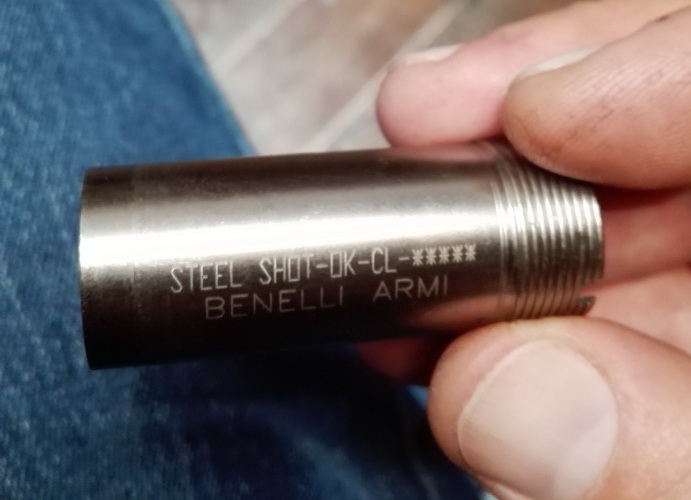 STEEL SHOT-OK-CL-*****
BENELLI ARMI